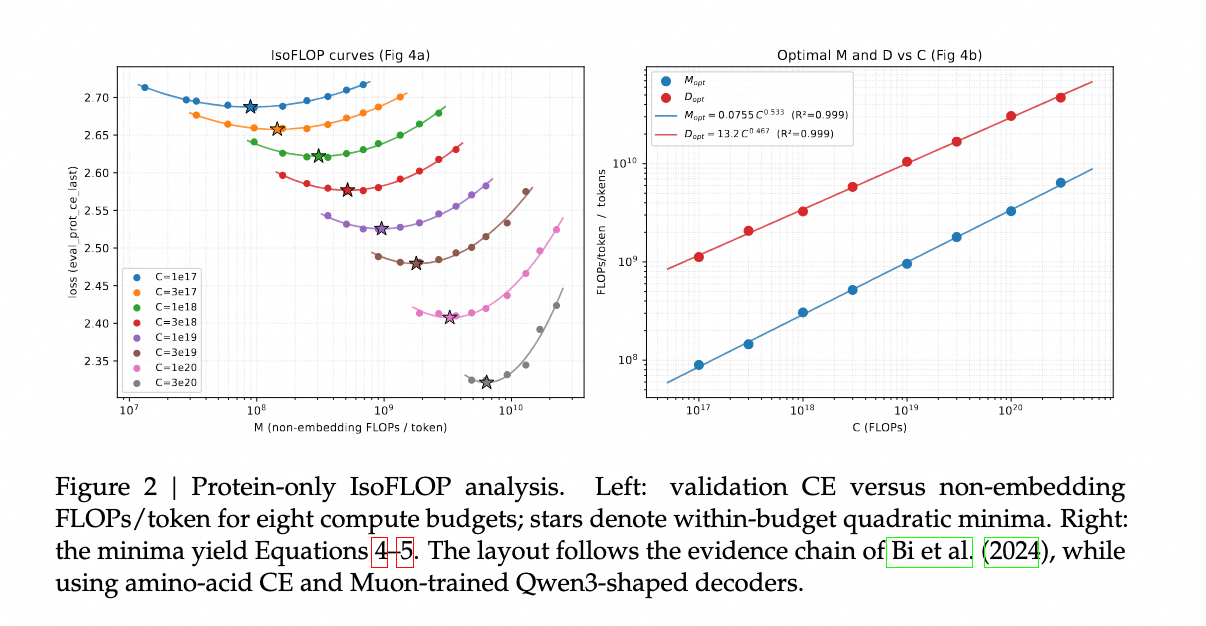 IsoFLOP curves (Fig 4a)
2.70
2.65
2.60
2.55
2.50
2.45
2.40
2.35
loss (eval_prot_ce_last)
C=1e17
C=3e17
C=1e18
C=3e18
C=1e19
C=3e19
C=1e20
C=3e20
10⁷
10⁸
10⁹
10¹⁰
M (non-embedding FLOPs / token)
Optimal M and D vs C (Fig 4b)
M_opt
D_opt
M_opt = 0.0755 C^0.533 (R²=0.999)
D_opt = 13.2 C^0.467 (R²=0.999)
10¹⁰
10⁹
10⁸
FLOPs/token / tokens
10¹⁷
10¹⁸
10¹⁹
10²⁰
C (FLOPs)
Figure 2 | Protein-only IsoFLOP analysis. Left: validation CE versus non-embedding
FLOPs/token for eight compute budgets; stars denote within-budget quadratic minima. Right:
the minima yield Equations 4–5. The layout follows the evidence chain of Bi et al. (2024), while
using amino-acid CE and Muon-trained Qwen3-shaped decoders.